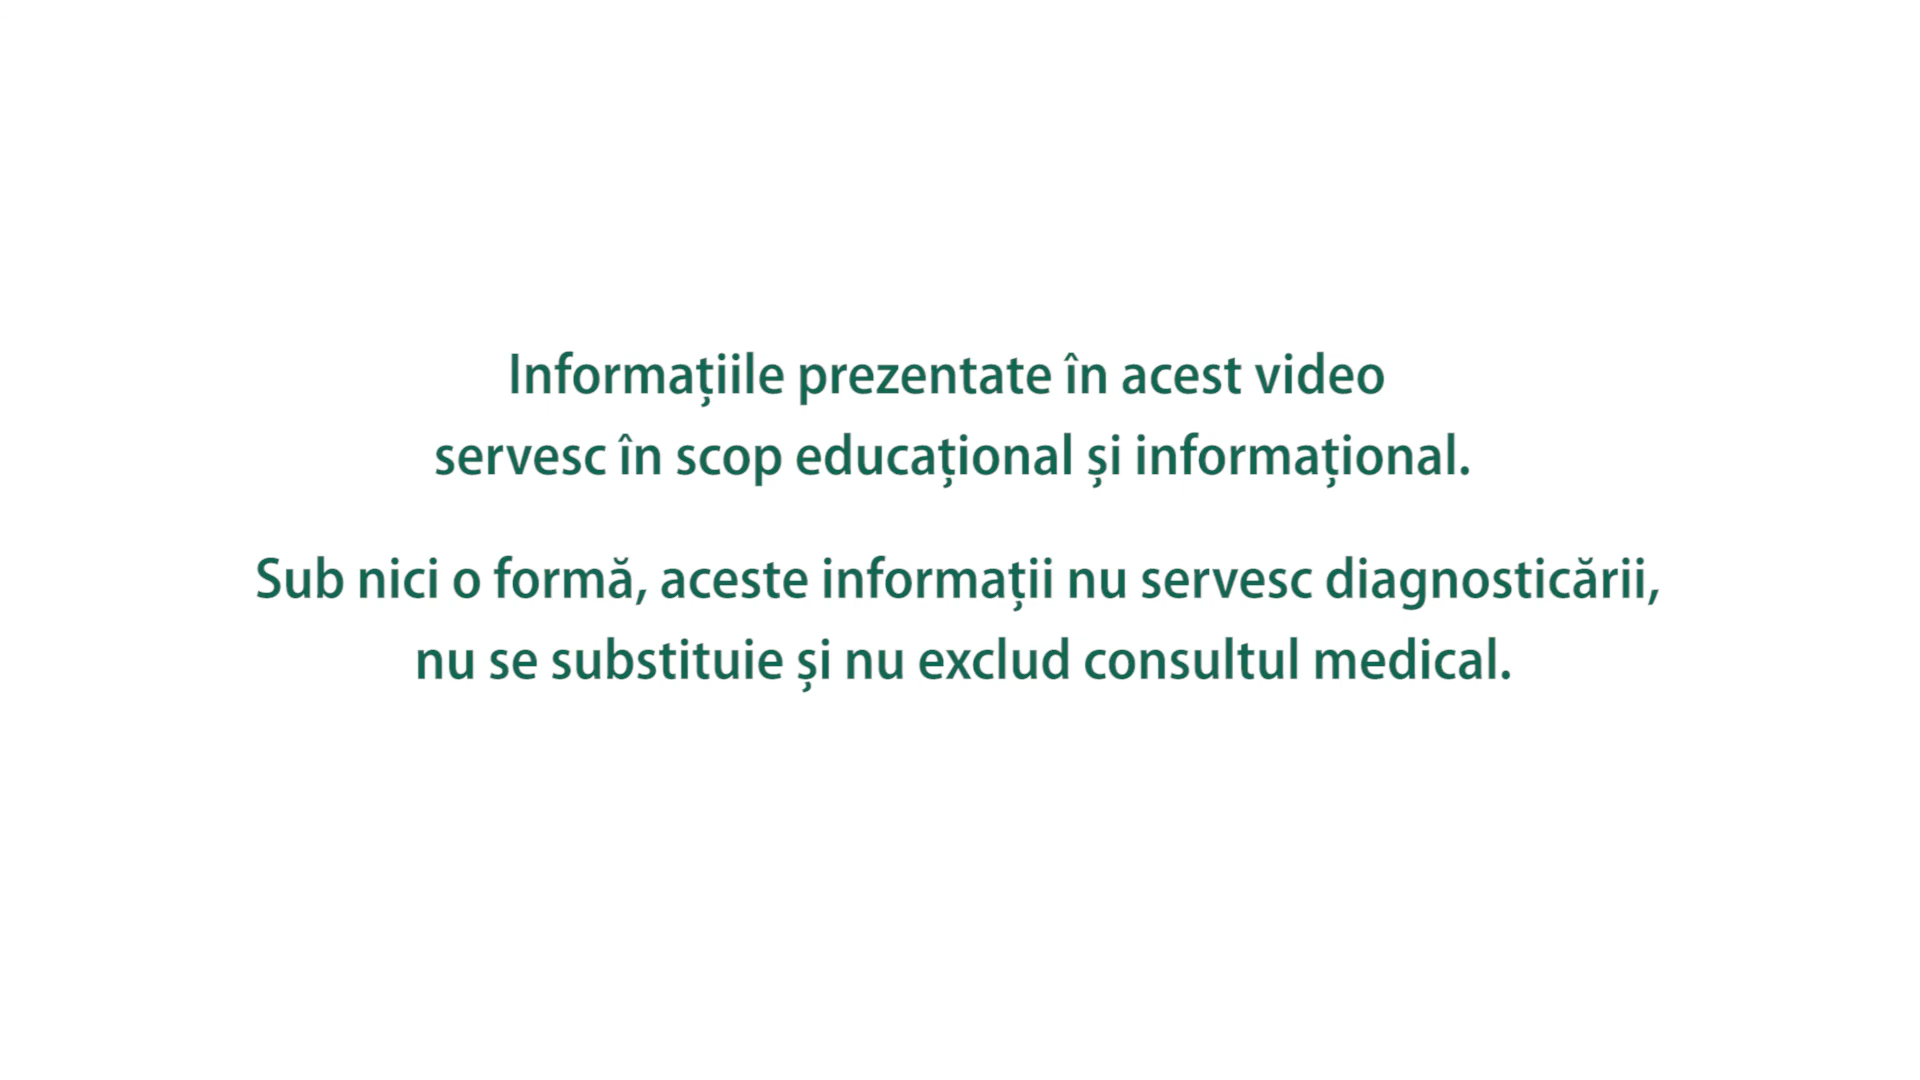 Informațiile prezentate în acest video
servesc în scop educațional și informațional.
Sub nici o formă, aceste informații nu servesc diagnosticării,
nu se substituie și nu exclud consultul medical.